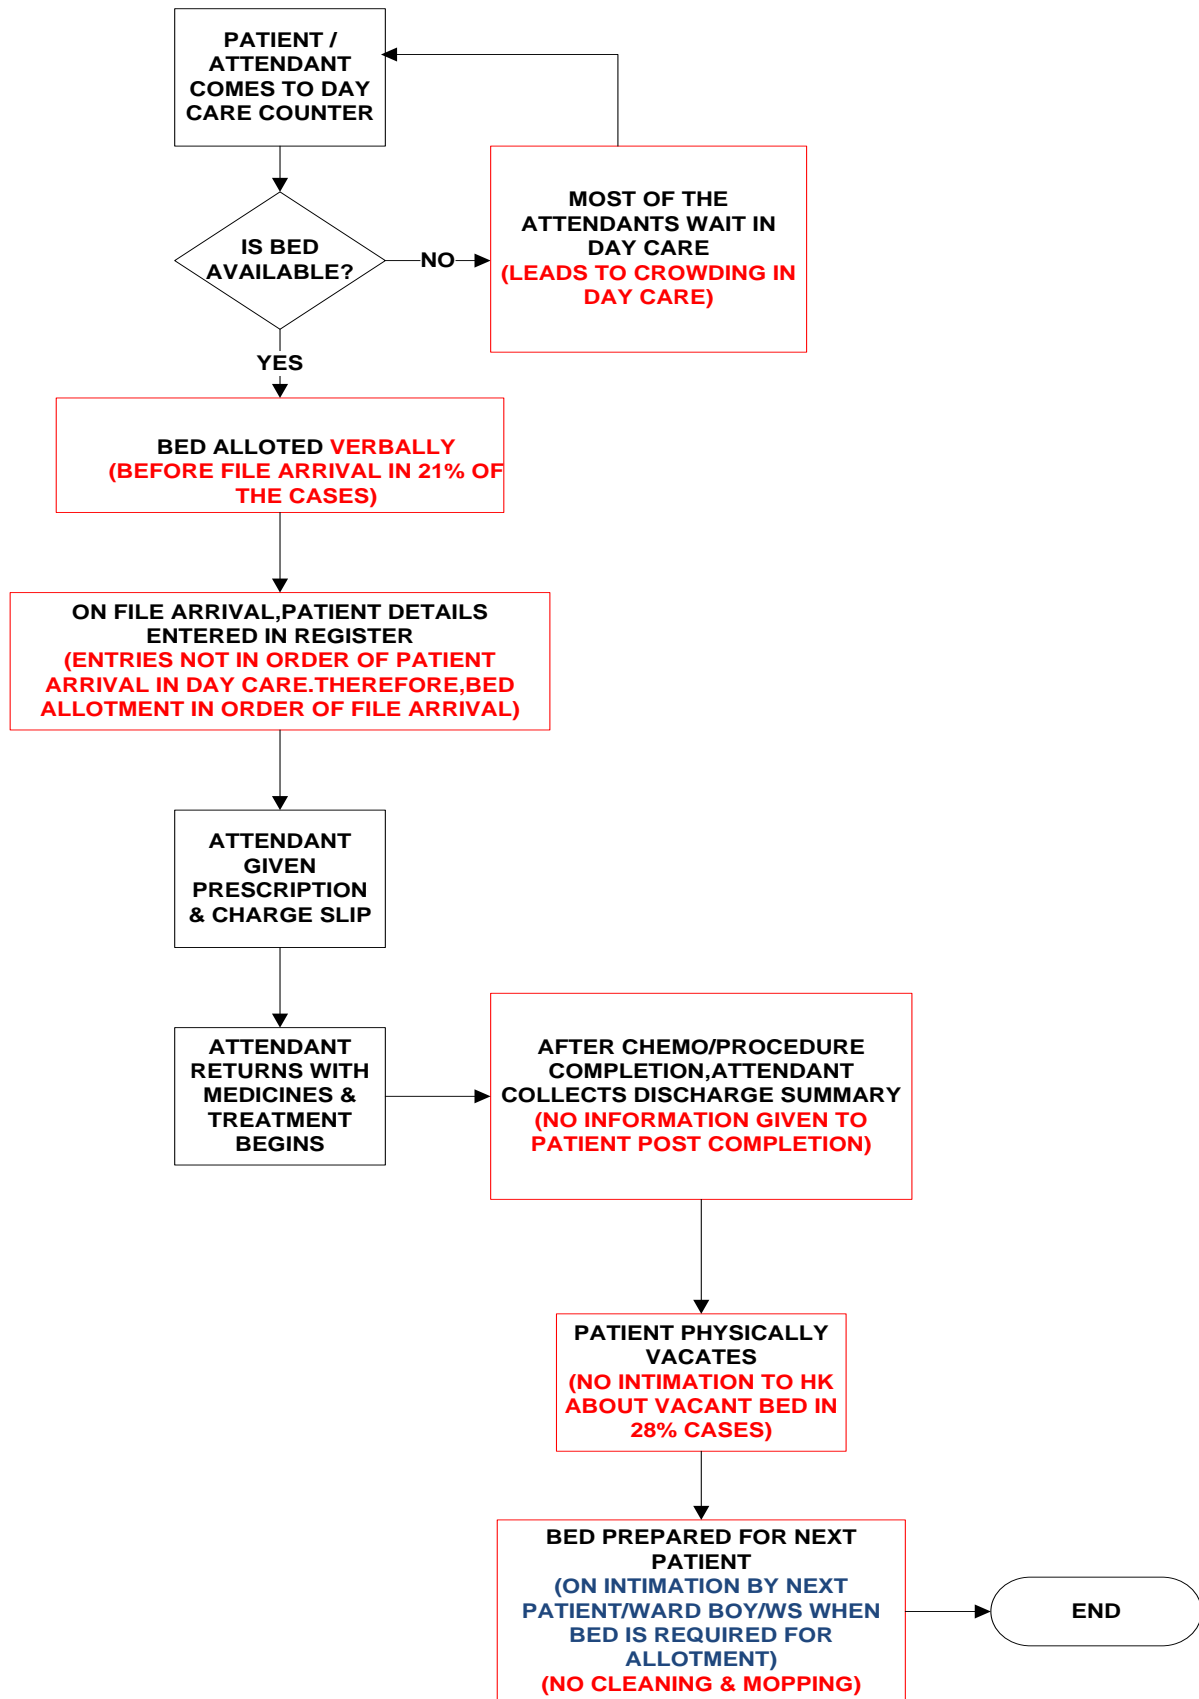 PATIENT /
ATTENDANT
COMES TO DAY
CARE COUNTER
MOST OF THE
ATTENDANTS WAIT IN
DAY CARE
(LEADS TO CROWDING IN
DAY CARE)
IS BED
AVAILABLE?
NO
YES
BED ALLOTED VERBALLY
(BEFORE FILE ARRIVAL IN 21% OF
THE CASES)
ON FILE ARRIVAL,PATIENT DETAILS
ENTERED IN REGISTER
(ENTRIES NOT IN ORDER OF PATIENT
ARRIVAL IN DAY CARE.THEREFORE,BED
ALLOTMENT IN ORDER OF FILE ARRIVAL)
ATTENDANT
GIVEN
PRESCRIPTION
& CHARGE SLIP
ATTENDANT
RETURNS WITH
MEDICINES &
TREATMENT
BEGINS
AFTER CHEMO/PROCEDURE
COMPLETION,ATTENDANT
COLLECTS DISCHARGE SUMMARY
(NO INFORMATION GIVEN TO
PATIENT POST COMPLETION)
PATIENT PHYSICALLY
VACATES
(NO INTIMATION TO HK
ABOUT VACANT BED IN
28% CASES)
BED PREPARED FOR NEXT
PATIENT
(ON INTIMATION BY NEXT
PATIENT/WARD BOY/WS WHEN
BED IS REQUIRED FOR
ALLOTMENT)
(NO CLEANING & MOPPING)
END